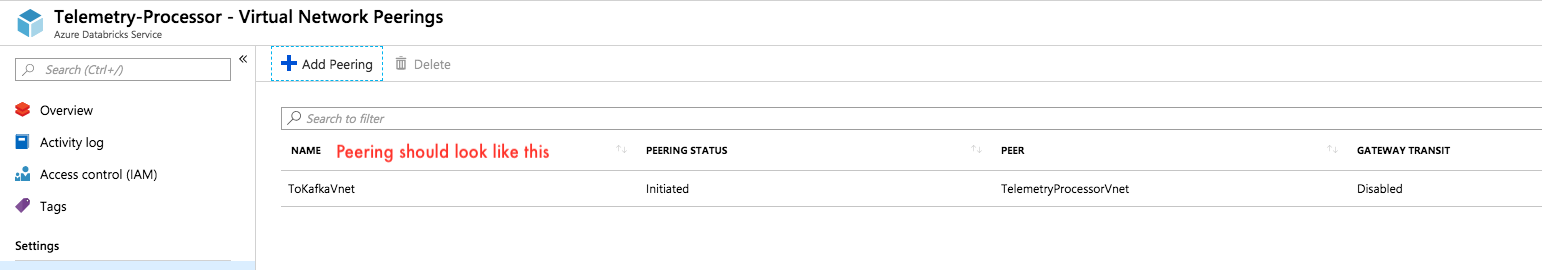 Telemetry-Processor - Virtual Network Peerings
Azure Databricks Service
Search (Ctrl+/)
«
Overview
Activity log
Access control (IAM)
Tags
Settings
Add Peering Delete
Search to filter
NAME Peering should look like this PEERING STATUS PEER GATEWAY TRANSIT
ToKafkaVnet Initiated TelemetryProcessorVnet Disabled